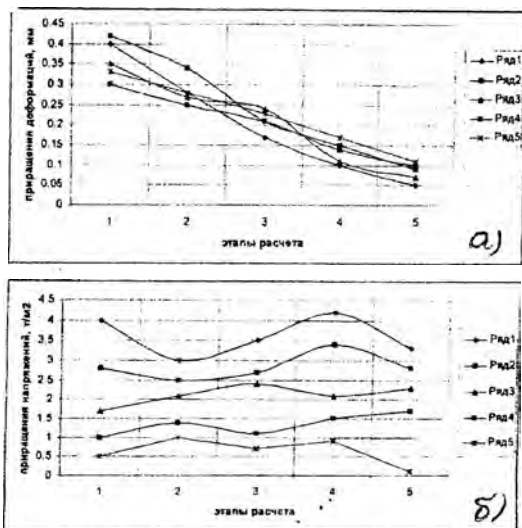 приращения деформаций, мм
0.45
0.4
0.35
0.3
0.25
0.2
0.15
0.1
0.05
0
1 2 3 4 5
этапы расчета
Ряд1
Ряд2
Ряд3
Ряд4
Ряд5
а)
приращения напряжений, т/м2
4.5
4
3.5
3
2.5
2
1.5
1
0.5
0
1 2 3 4 5
этапы расчета
Ряд1
Ряд2
Ряд3
Ряд4
Ряд5
б)